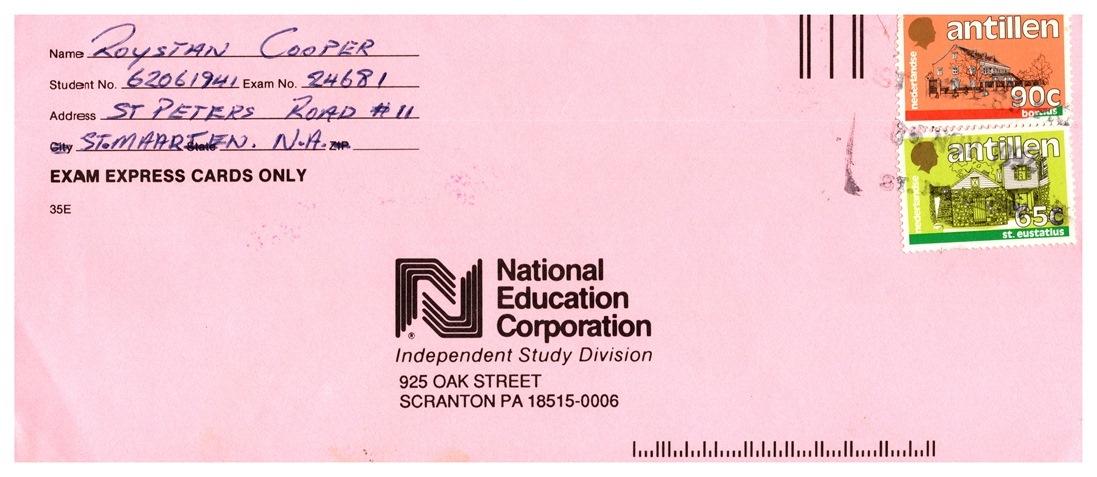 Name ROYSTAN COOPER
Student No. 62061941 Exam No. 24681
Address ST PETERS ROAD #11
City ST. MAARTEN. N.A. State ZIP
EXAM EXPRESS CARDS ONLY
35E
antillen
nederlandse
90c
bonaire
antillen
nederlandse
65c
st. eustatius
National
Education
Corporation
®
Independent Study Division
925 OAK STREET
SCRANTON PA 18515-0006